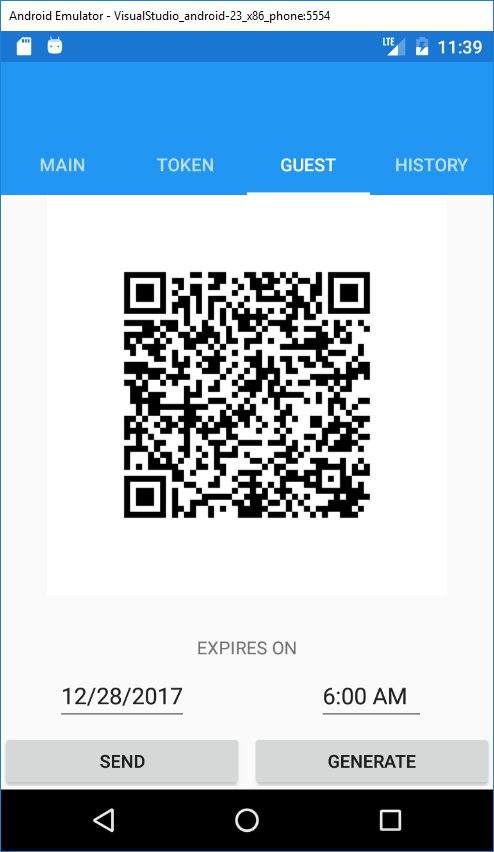 Android Emulator - VisualStudio_android-23_x86_phone:5554
LTE 11:39
MAIN TOKEN GUEST HISTORY
EXPIRES ON
12/28/2017 6:00 AM
SEND GENERATE